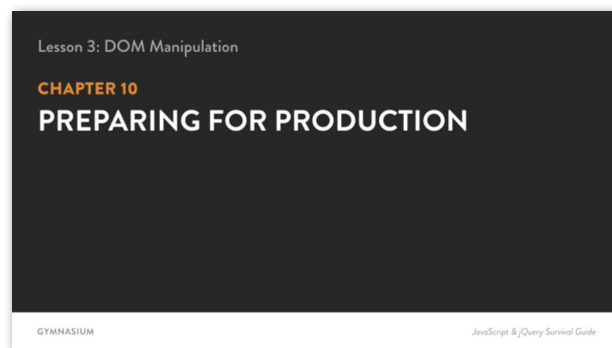 Lesson 3: DOM Manipulation
CHAPTER 10
PREPARING FOR PRODUCTION
GYMNASIUM
JavaScript & jQuery Survival Guide